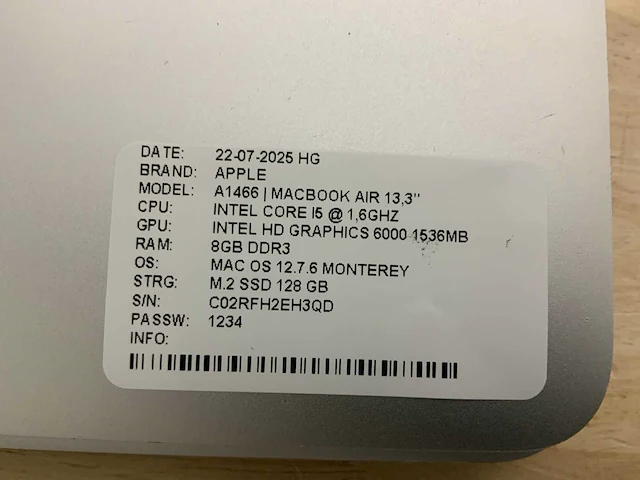 DATE: 22-07-2025 HG
BRAND: APPLE
MODEL: A1466 | MACBOOK AIR 13,3"
CPU: INTEL CORE I5 @ 1,6GHZ
GPU: INTEL HD GRAPHICS 6000 1536MB
RAM: 8GB DDR3
OS: MAC OS 12.7.6 MONTEREY
STRG: M.2 SSD 128 GB
S/N: C02RFH2EH3QD
PASSW: 1234
INFO: